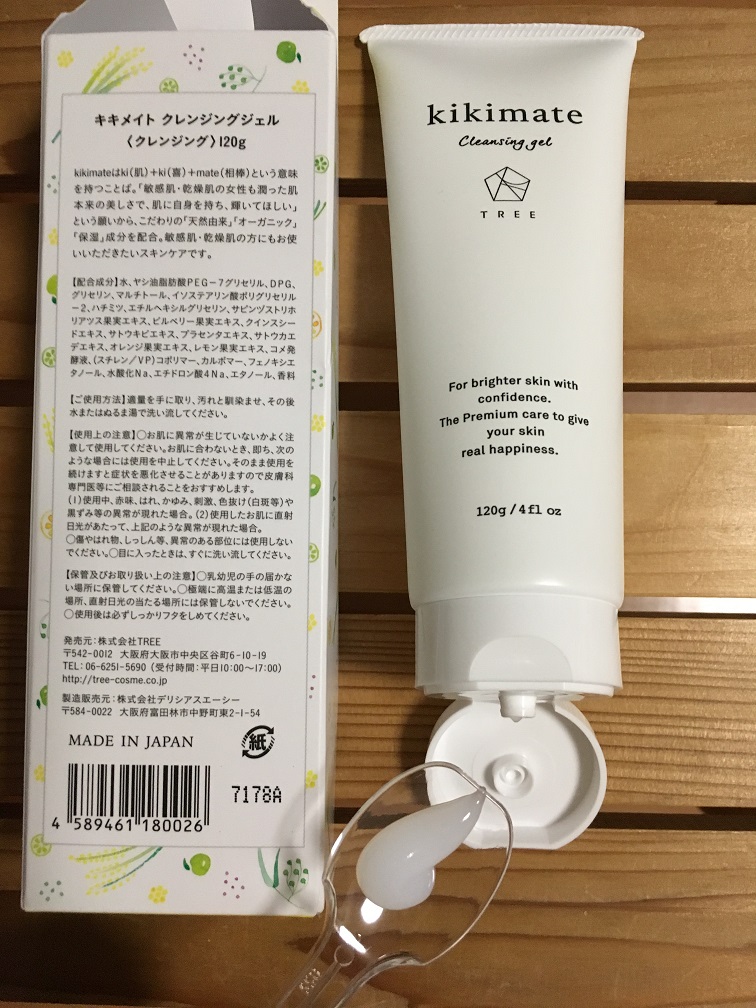 キキメイト クレンジングジェル
〈クレンジング〉120g
kikimateはki(肌)+ki(喜)+mate(相棒)という意味
を持つことば。「敏感肌・乾燥肌の女性も潤った肌
本来の美しさで、肌に自身を持ち、輝いてほしい」
という願いから、こだわりの「天然由来」「オーガニック」
「保湿」成分を配合。敏感肌・乾燥肌の方にもお使
いいただきたいスキンケアです。
【配合成分】水、ヤシ油脂肪酸PEG-7グリセリル、DPG、
グリセリン、マルチトール、イソステアリン酸ポリグリセリル
-2、ハチミツ、エチルヘキシルグリセリン、サピンヅストリホ
リアツス果実エキス、ビルベリー果実エキス、クインスシー
ドエキス、サトウキビエキス、プラセンタエキス、サトウカエ
デエキス、オレンジ果実エキス、レモン果実エキス、コメ発
酵液、(スチレン/VP)コポリマー、カルボマー、フェノキシエ
タノール、水酸化Na、エチドロン酸4Na、エタノール、香料
【ご使用方法】適量を手に取り、汚れと馴染ませ、その後
水またはぬるま湯で洗い流してください。
【使用上の注意】○お肌に異常が生じていないかよく注
意して使用してください。お肌に合わないとき、即ち、次の
ような場合には使用を中止してください。そのまま使用を
続けますと症状を悪化させることがありますので皮膚科
専門医等にご相談されることをおすすめします。
(1)使用中、赤味、はれ、かゆみ、刺激、色抜け(白斑等)や
黒ずみ等の異常が現れた場合。(2)使用したお肌に直射
日光があたって、上記のような異常が現れた場合。
○傷やはれ物、しっしん等、異常のある部位には使用しない
でください。○目に入ったときは、すぐに洗い流してください。
【保管及びお取り扱い上の注意】○乳幼児の手の届かな
い場所に保管してください。○極端に高温または低温の
場所、直射日光の当たる場所には保管しないでください。
○使用後は必ずしっかりフタをしめてください。
発売元:株式会社TREE
〒542-0012 大阪府大阪市中央区谷町6-10-19
TEL:06-6251-5690(受付時間:平日10:00〜17:00)
http://tree-cosme.co.jp
製造販売元:株式会社デリシアスエーシー
〒584-0022 大阪府富田林市中野町東2-1-54
MADE IN JAPAN
紙
7178A
4 589461 180026
kikimate
Cleansing gel
TREE
For brighter skin with
confidence.
The Premium care to give
your skin
real happiness.
120g / 4fl oz